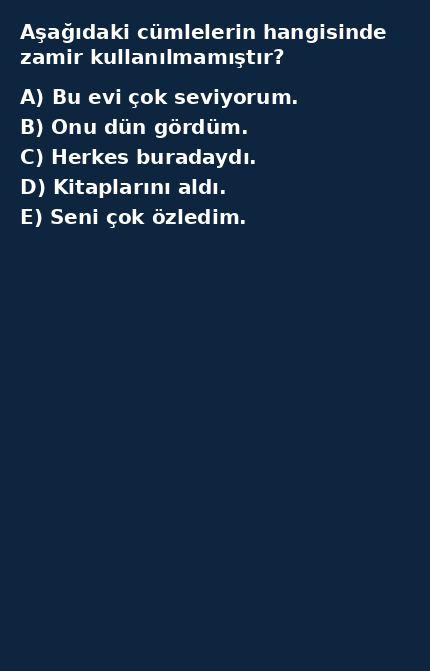 Aşağıdaki cümlelerin hangisinde
zamir kullanılmamıştır?
A) Bu evi çok seviyorum.
B) Onu dün gördüm.
C) Herkes buradaydı.
D) Kitaplarını aldı.
E) Seni çok özledim.